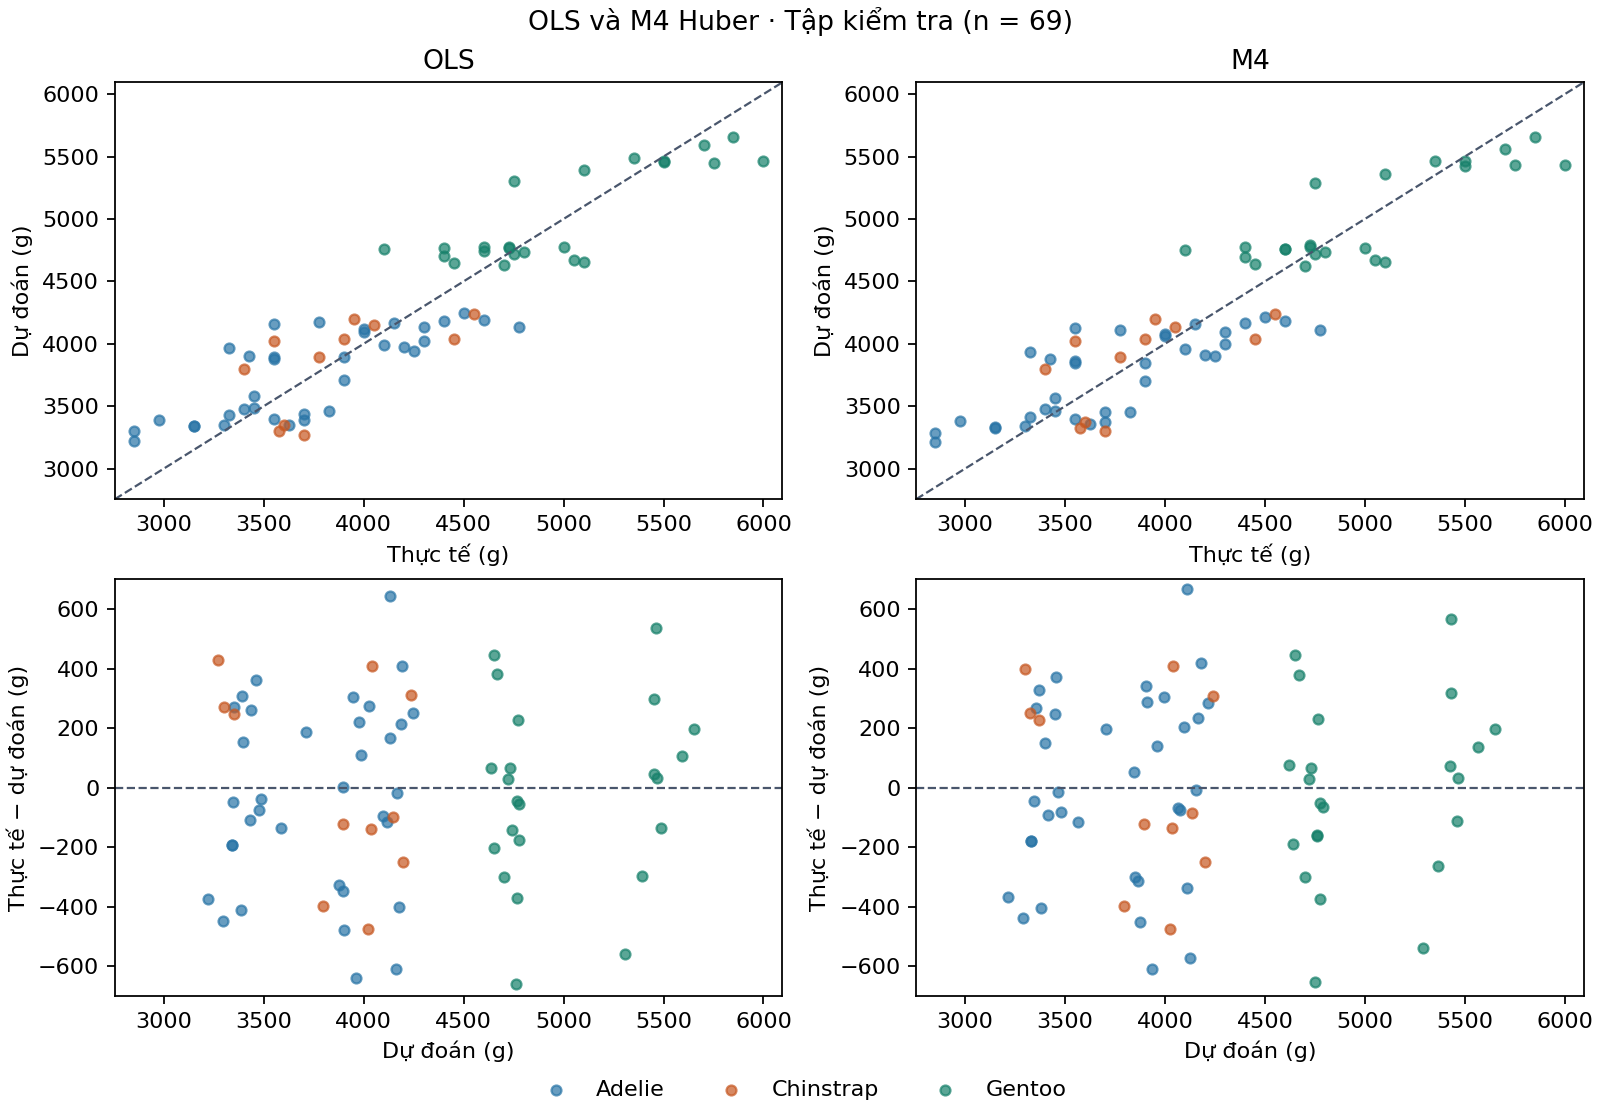 OLS và M4 Huber · Tập kiểm tra (n = 69)
OLS
6000
5500
5000
4500
4000
3500
3000
Dự đoán (g)
3000 3500 4000 4500 5000 5500 6000
Thực tế (g)
M4
6000
5500
5000
4500
4000
3500
3000
Dự đoán (g)
3000 3500 4000 4500 5000 5500 6000
Thực tế (g)
600
400
200
0
−200
−400
−600
Thực tế − dự đoán (g)
3000 3500 4000 4500 5000 5500 6000
Dự đoán (g)
600
400
200
0
−200
−400
−600
Thực tế − dự đoán (g)
3000 3500 4000 4500 5000 5500 6000
Dự đoán (g)
Adelie Chinstrap Gentoo